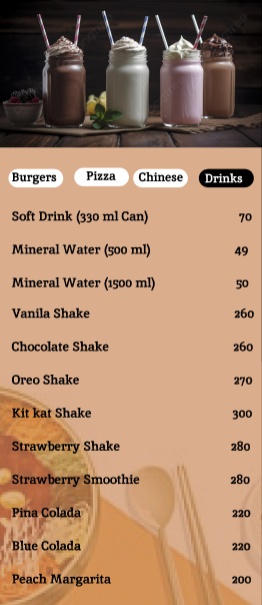 Burgers Pizza Chinese Drinks
Soft Drink (330 ml Can) 70
Mineral Water (500 ml) 49
Mineral Water (1500 ml) 50
Vanila Shake 260
Chocolate Shake 260
Oreo Shake 270
Kit kat Shake 300
Strawberry Shake 280
Strawberry Smoothie 280
Pina Colada 220
Blue Colada 220
Peach Margarita 200